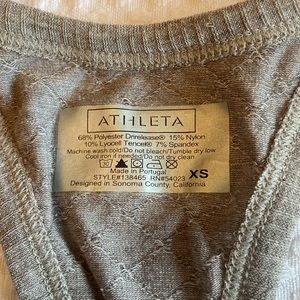 ATHLETA
68% Polyester Drirelease® 15% Nylon
10% Lyocell Tencel® 7% Spandex
Machine wash cold/Do not bleach/Tumble dry low
Cool iron if needed/Do not dry clean
Made in Portugal
STYLE#138465 RN#54023 XS
Designed in Sonoma County, California